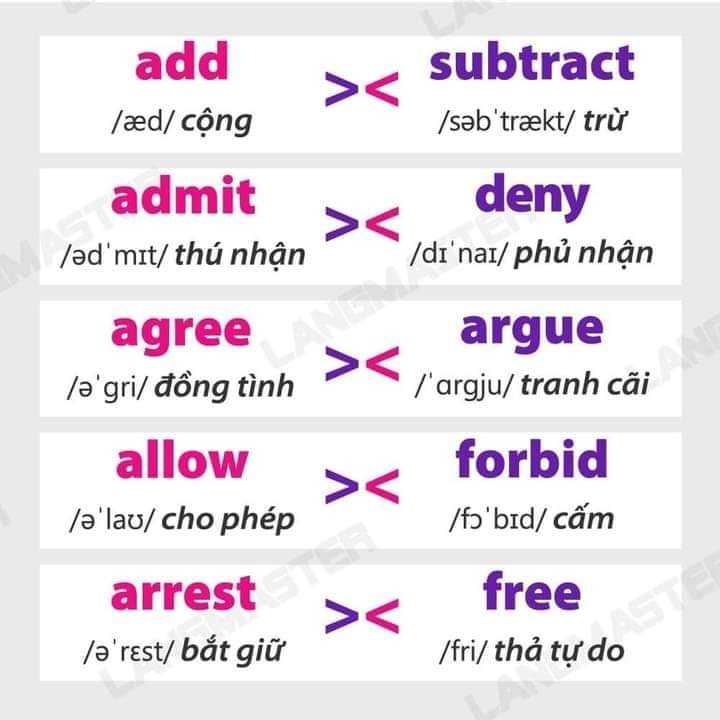 add >< subtract
/æd/ cộng /səbˈtrækt/ trừ
admit >< deny
/ədˈmɪt/ thú nhận /dɪˈnaɪ/ phủ nhận
agree >< argue
/əˈgri/ đồng tình /ˈɑrgju/ tranh cãi
allow >< forbid
/əˈlaʊ/ cho phép /fɔˈbɪd/ cấm
arrest >< free
/əˈrɛst/ bắt giữ /fri/ thả tự do
LANGMASTER